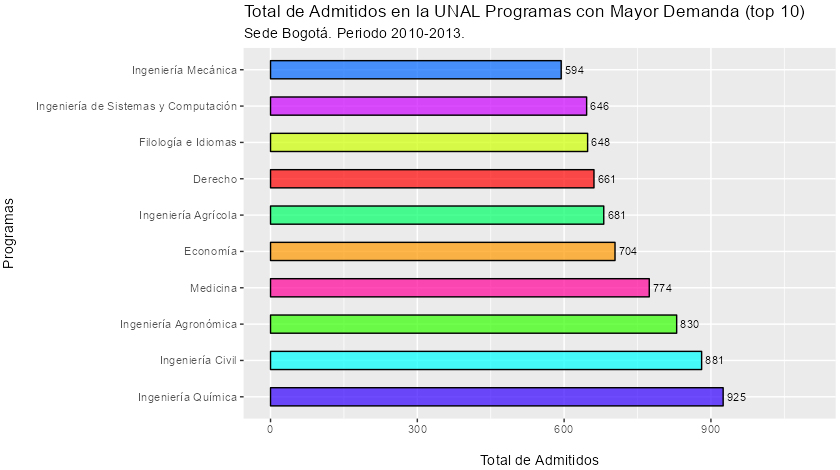 Total de Admitidos en la UNAL Programas con Mayor Demanda (top 10)
Sede Bogotá. Periodo 2010-2013.
Programas
Ingeniería Mecánica 594
Ingeniería de Sistemas y Computación 646
Filología e Idiomas 648
Derecho 661
Ingeniería Agrícola 681
Economía 704
Medicina 774
Ingeniería Agronómica 830
Ingeniería Civil 881
Ingeniería Química 925
0 300 600 900
Total de Admitidos